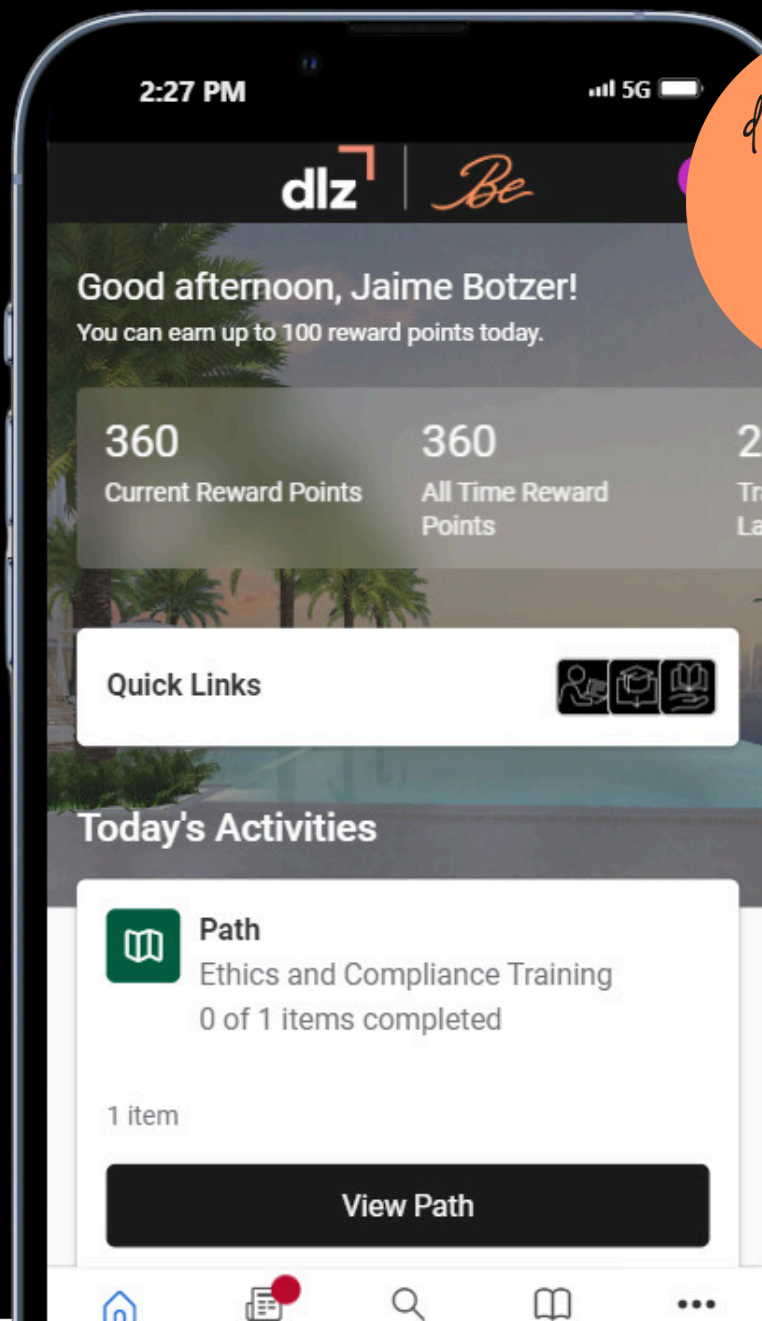 2:27 PM
5G
dlz
Be
Good afternoon, Jaime Botzer!
You can earn up to 100 reward points today.
360
360
2
Current Reward Points
All Time Reward
Points
Quick Links
Today's Activities
Path
Ethics and Compliance Training
0 of 1 items completed
1 item
View Path